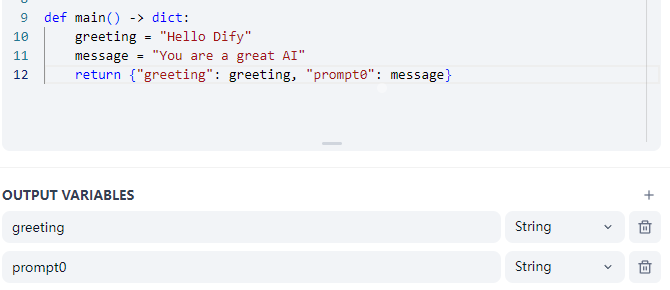 9 def main() -> dict:
10 greeting = "Hello Dify"
11 message = "You are a great AI"
12 return {"greeting": greeting, "prompt0": message}
OUTPUT VARIABLES +
greeting String
prompt0 String